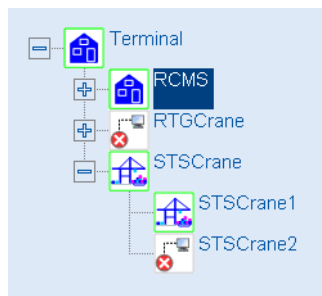 Terminal
RCMS
RTGCrane
STSCrane
STSCrane1
STSCrane2